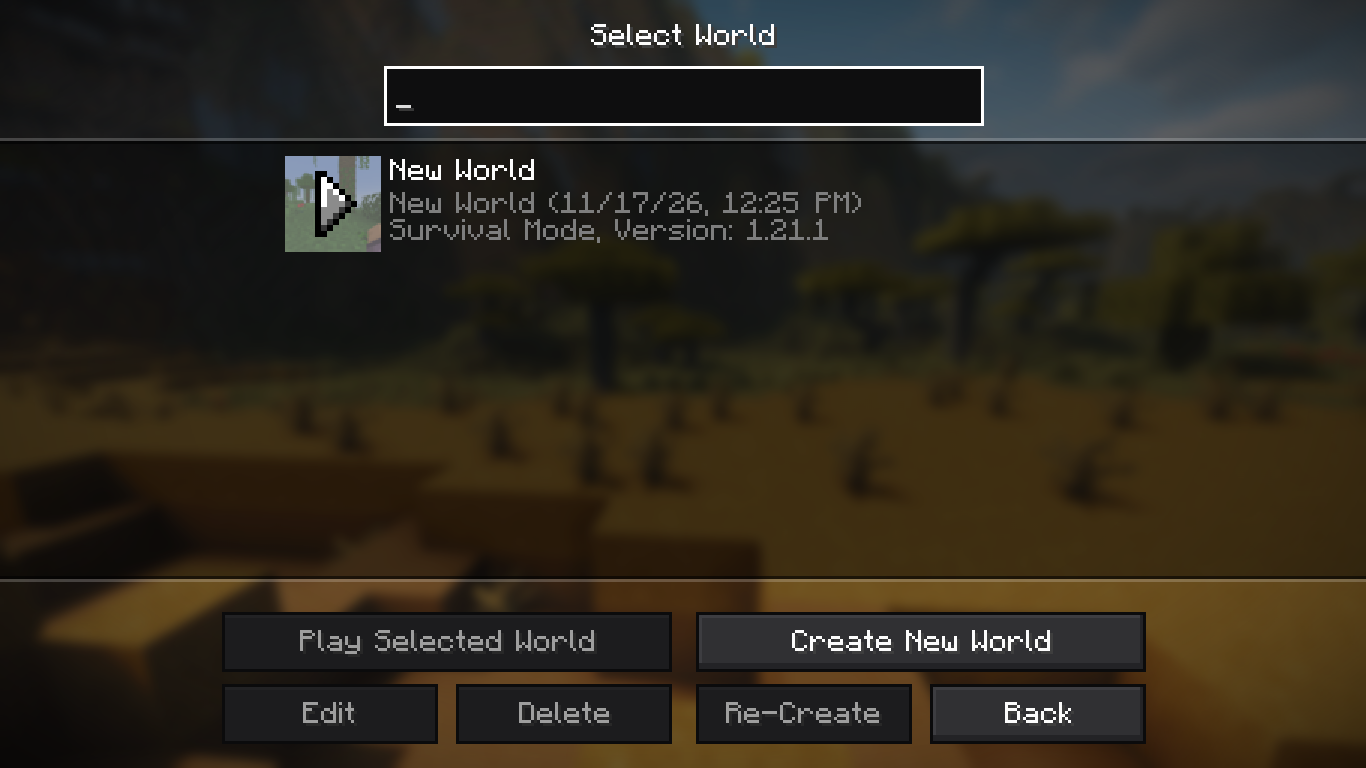 Select World
_
New World
New World (11/17/26, 12:25 PM)
Survival Mode, Version: 1.21.1
Play Selected World
Create New World
Edit
Delete
Re-Create
Back